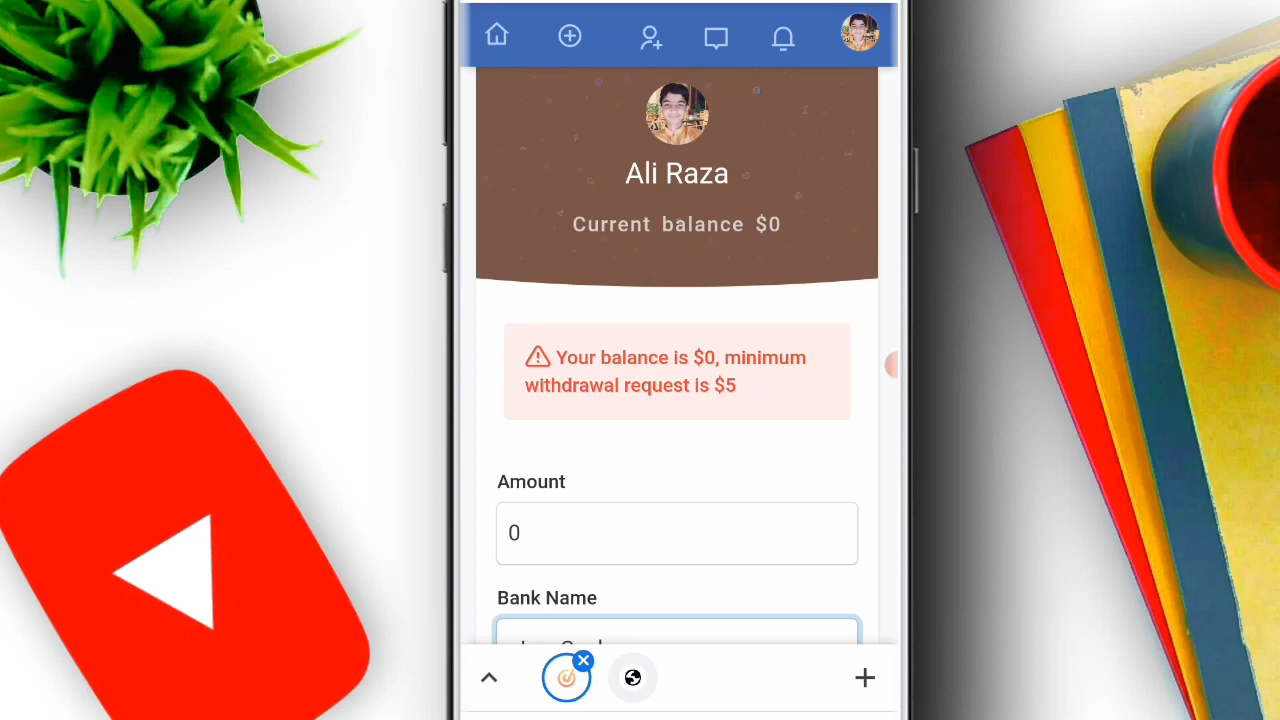 Ali Raza
Current balance $0
Your balance is $0, minimum
withdrawal request is $5
Amount
0
Bank Name